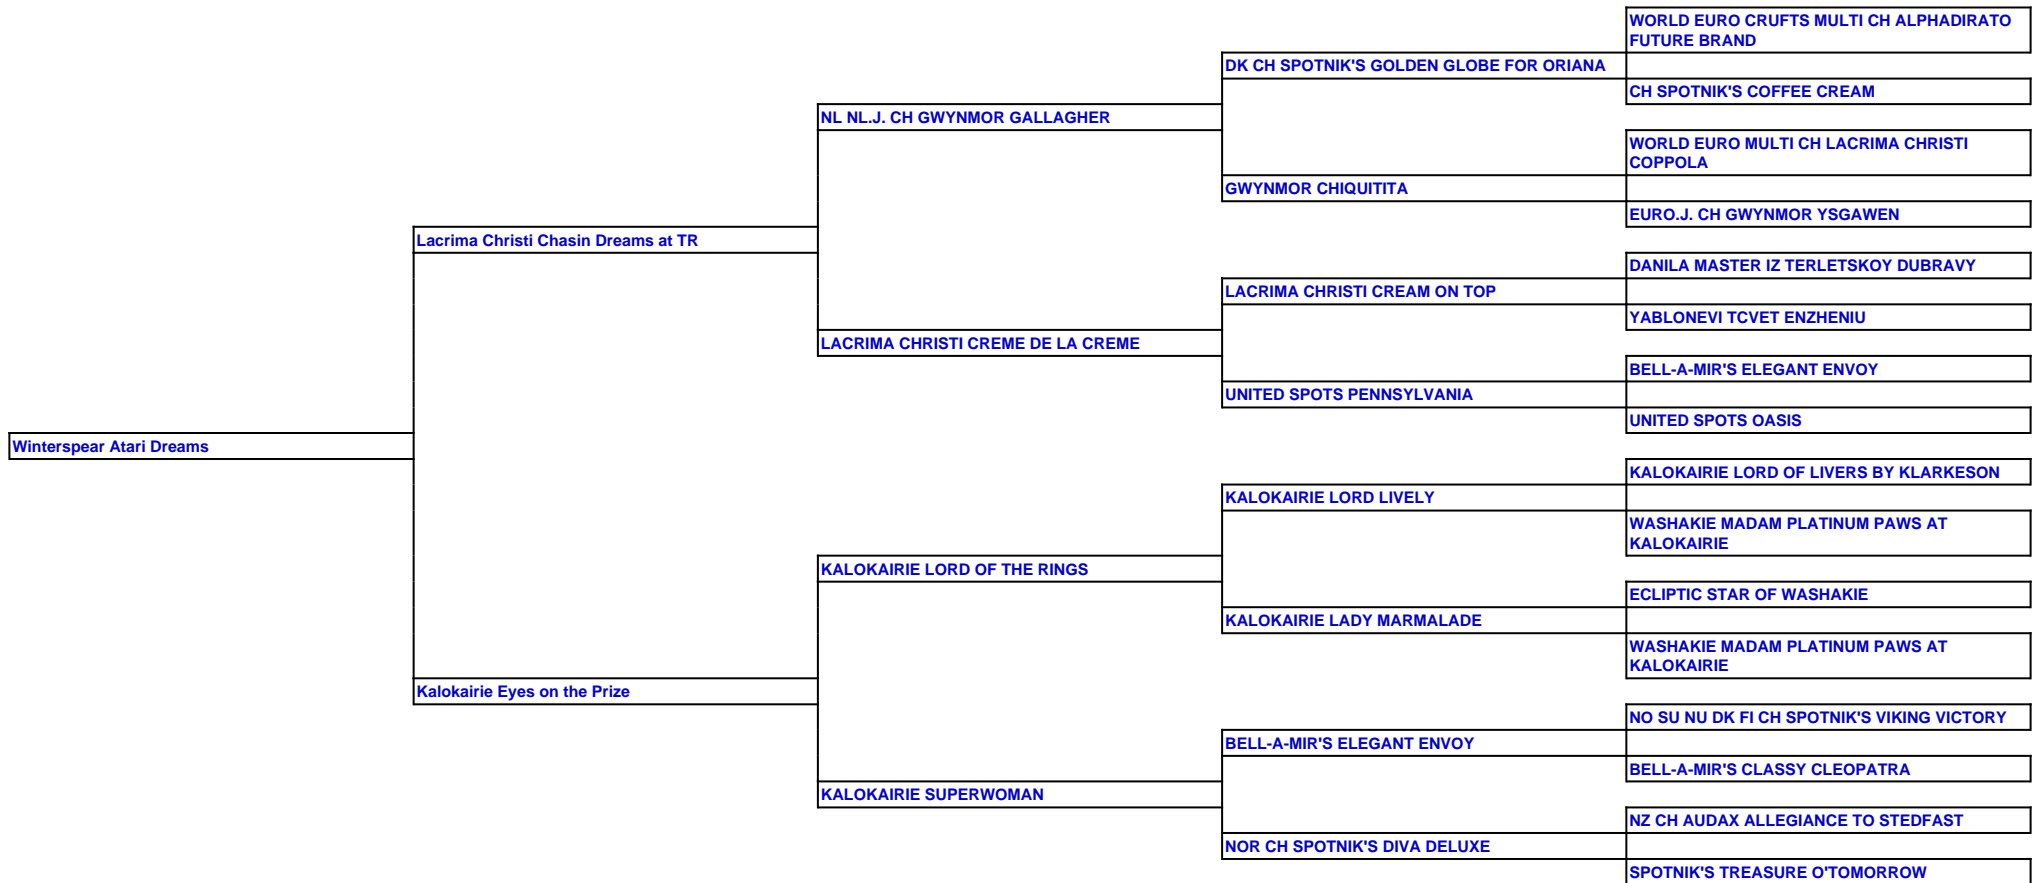 WORLD EURO CRUFTS MULTI CH ALPHADIRATO
FUTURE BRAND
DK CH SPOTNIK'S GOLDEN GLOBE FOR ORIANA
CH SPOTNIK'S COFFEE CREAM
NL NL.J. CH GWYNMOR GALLAGHER
WORLD EURO MULTI CH LACRIMA CHRISTI
COPPOLA
GWYNMOR CHIQUITITA
EURO.J. CH GWYNMOR YSGAWEN
Lacrima Christi Chasin Dreams at TR
DANILA MASTER IZ TERLETSKOY DUBRAVY
LACRIMA CHRISTI CREAM ON TOP
YABLONEVI TCVET ENZHENIU
LACRIMA CHRISTI CREME DE LA CREME
BELL-A-MIR'S ELEGANT ENVOY
UNITED SPOTS PENNSYLVANIA
UNITED SPOTS OASIS
Winterspear Atari Dreams
KALOKAIRIE LORD OF LIVERS BY KLARKESON
KALOKAIRIE LORD LIVELY
WASHAKIE MADAM PLATINUM PAWS AT
KALOKAIRIE
KALOKAIRIE LORD OF THE RINGS
ECLIPTIC STAR OF WASHAKIE
KALOKAIRIE LADY MARMALADE
WASHAKIE MADAM PLATINUM PAWS AT
KALOKAIRIE
Kalokairie Eyes on the Prize
NO SU NU DK FI CH SPOTNIK'S VIKING VICTORY
BELL-A-MIR'S ELEGANT ENVOY
BELL-A-MIR'S CLASSY CLEOPATRA
KALOKAIRIE SUPERWOMAN
NZ CH AUDAX ALLEGIANCE TO STEDFAST
NOR CH SPOTNIK'S DIVA DELUXE
SPOTNIK'S TREASURE O'TOMORROW